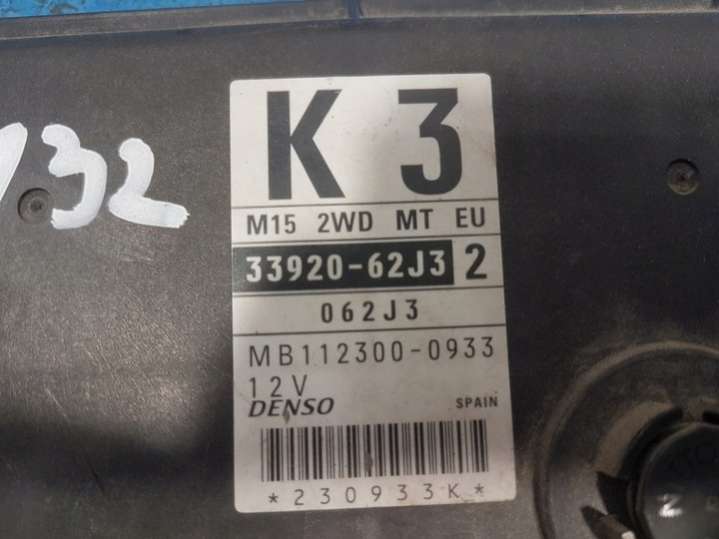 K 3
132
M15 2WD MT EU
33920-62J3 2
062J3
MB112300-0933
12V
DENSO SPAIN
*230933K*